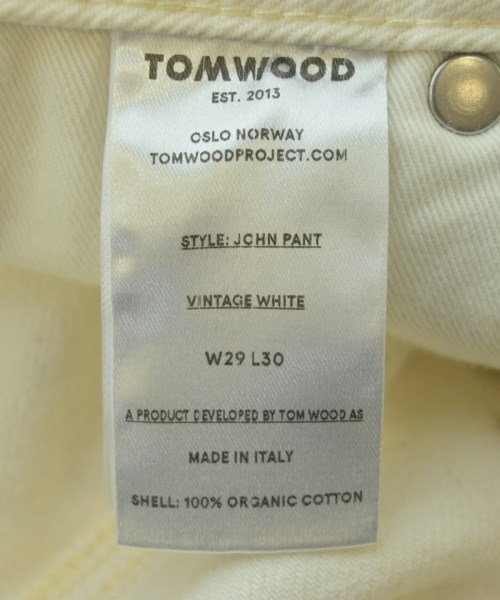 TOMWOOD
EST. 2013
OSLO NORWAY
TOMWOODPROJECT.COM
STYLE: JOHN PANT
VINTAGE WHITE
W29 L30
A PRODUCT DEVELOPED BY TOM WOOD AS
MADE IN ITALY
SHELL: 100% ORGANIC COTTON